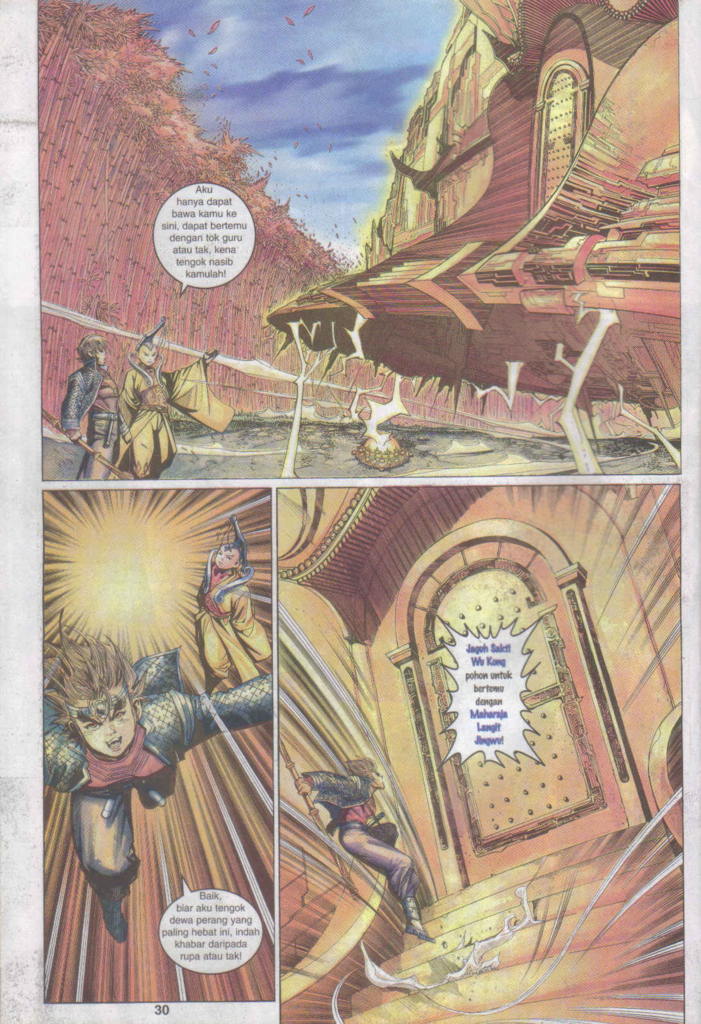 Aku
hanya dapat
bawa kamu ke
sini, dapat bertemu
dengan tok guru
atau tak, kena
tengok nasib
kamulah!
Baik,
biar aku tengok
dewa perang yang
paling hebat ini, indah
khabar daripada
rupa atau tak!
Jaguh Sakti
Wu Kong
pohon untuk
bertemu
dengan
Maharaja
Langit
Jingwu!
30